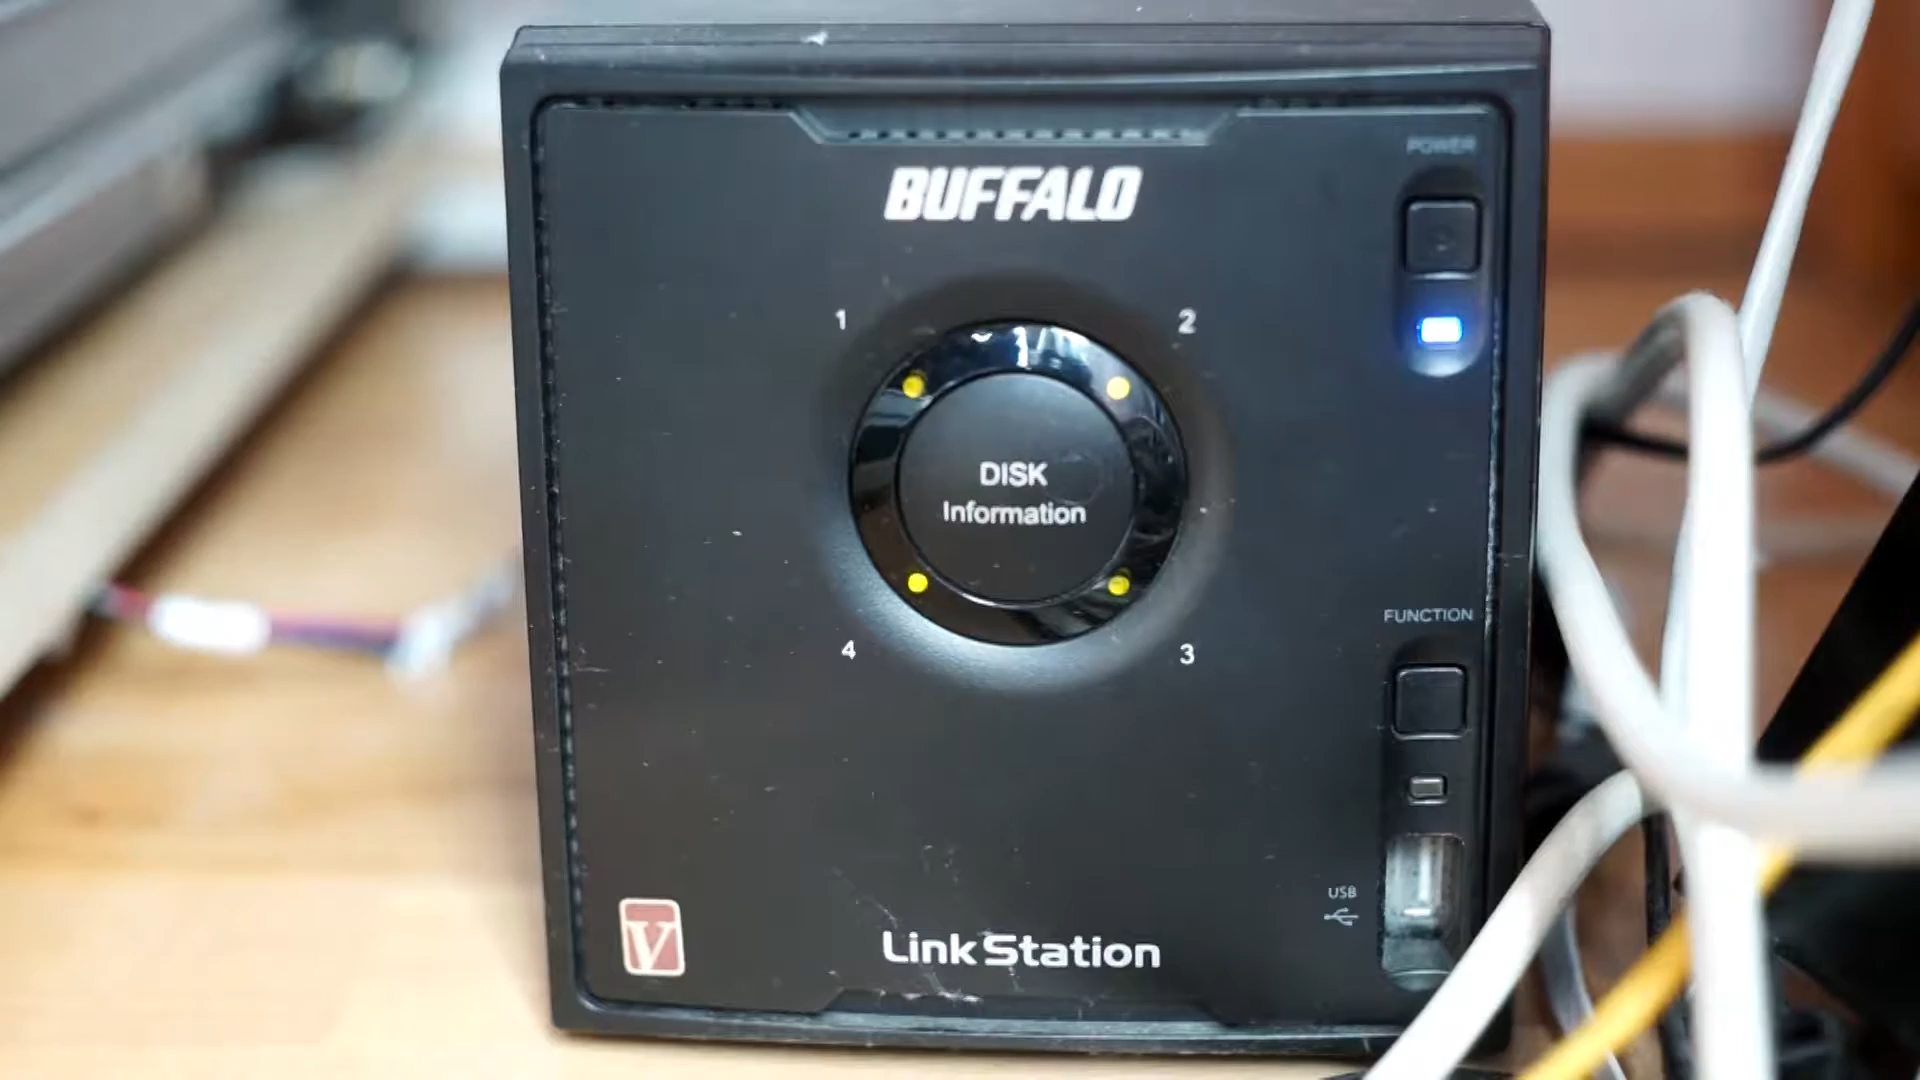 POWER
BUFFALO
1
2
DISK
Information
4
3
FUNCTION
USB
V
LinkStation